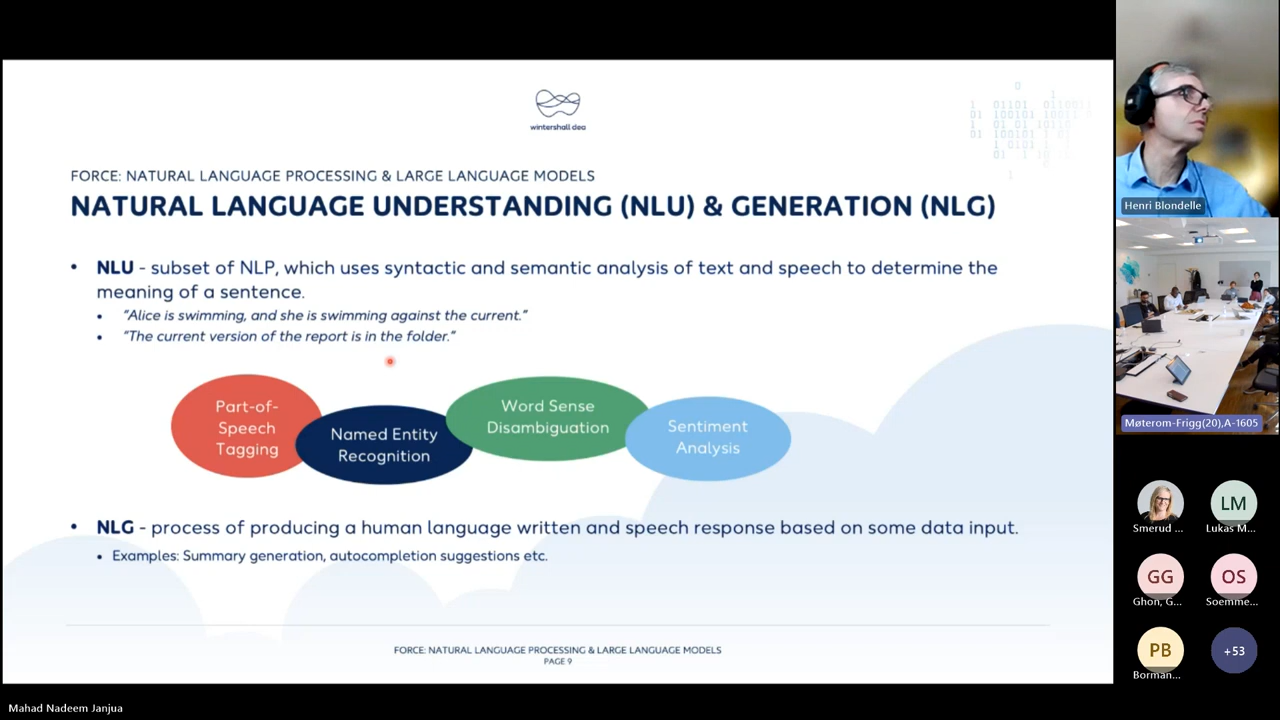 wintershall dea
FORCE: NATURAL LANGUAGE PROCESSING & LARGE LANGUAGE MODELS
NATURAL LANGUAGE UNDERSTANDING (NLU) & GENERATION (NLG)
• NLU - subset of NLP, which uses syntactic and semantic analysis of text and speech to determine the
meaning of a sentence.
• "Alice is swimming, and she is swimming against the current."
• "The current version of the report is in the folder."
Part-of-
Speech
Tagging
Named Entity
Recognition
Word Sense
Disambiguation
Sentiment
Analysis
• NLG - process of producing a human language written and speech response based on some data input.
• Examples: Summary generation, autocompletion suggestions etc.
FORCE: NATURAL LANGUAGE PROCESSING & LARGE LANGUAGE MODELS
PAGE 9
Henri Blondelle
Møterom-Frigg(20),A-1605
Smerud ...
LM
Lukas M...
GG
Ghon, G...
OS
Soemme...
PB
Borman...
+53
Mahad Nadeem Janjua